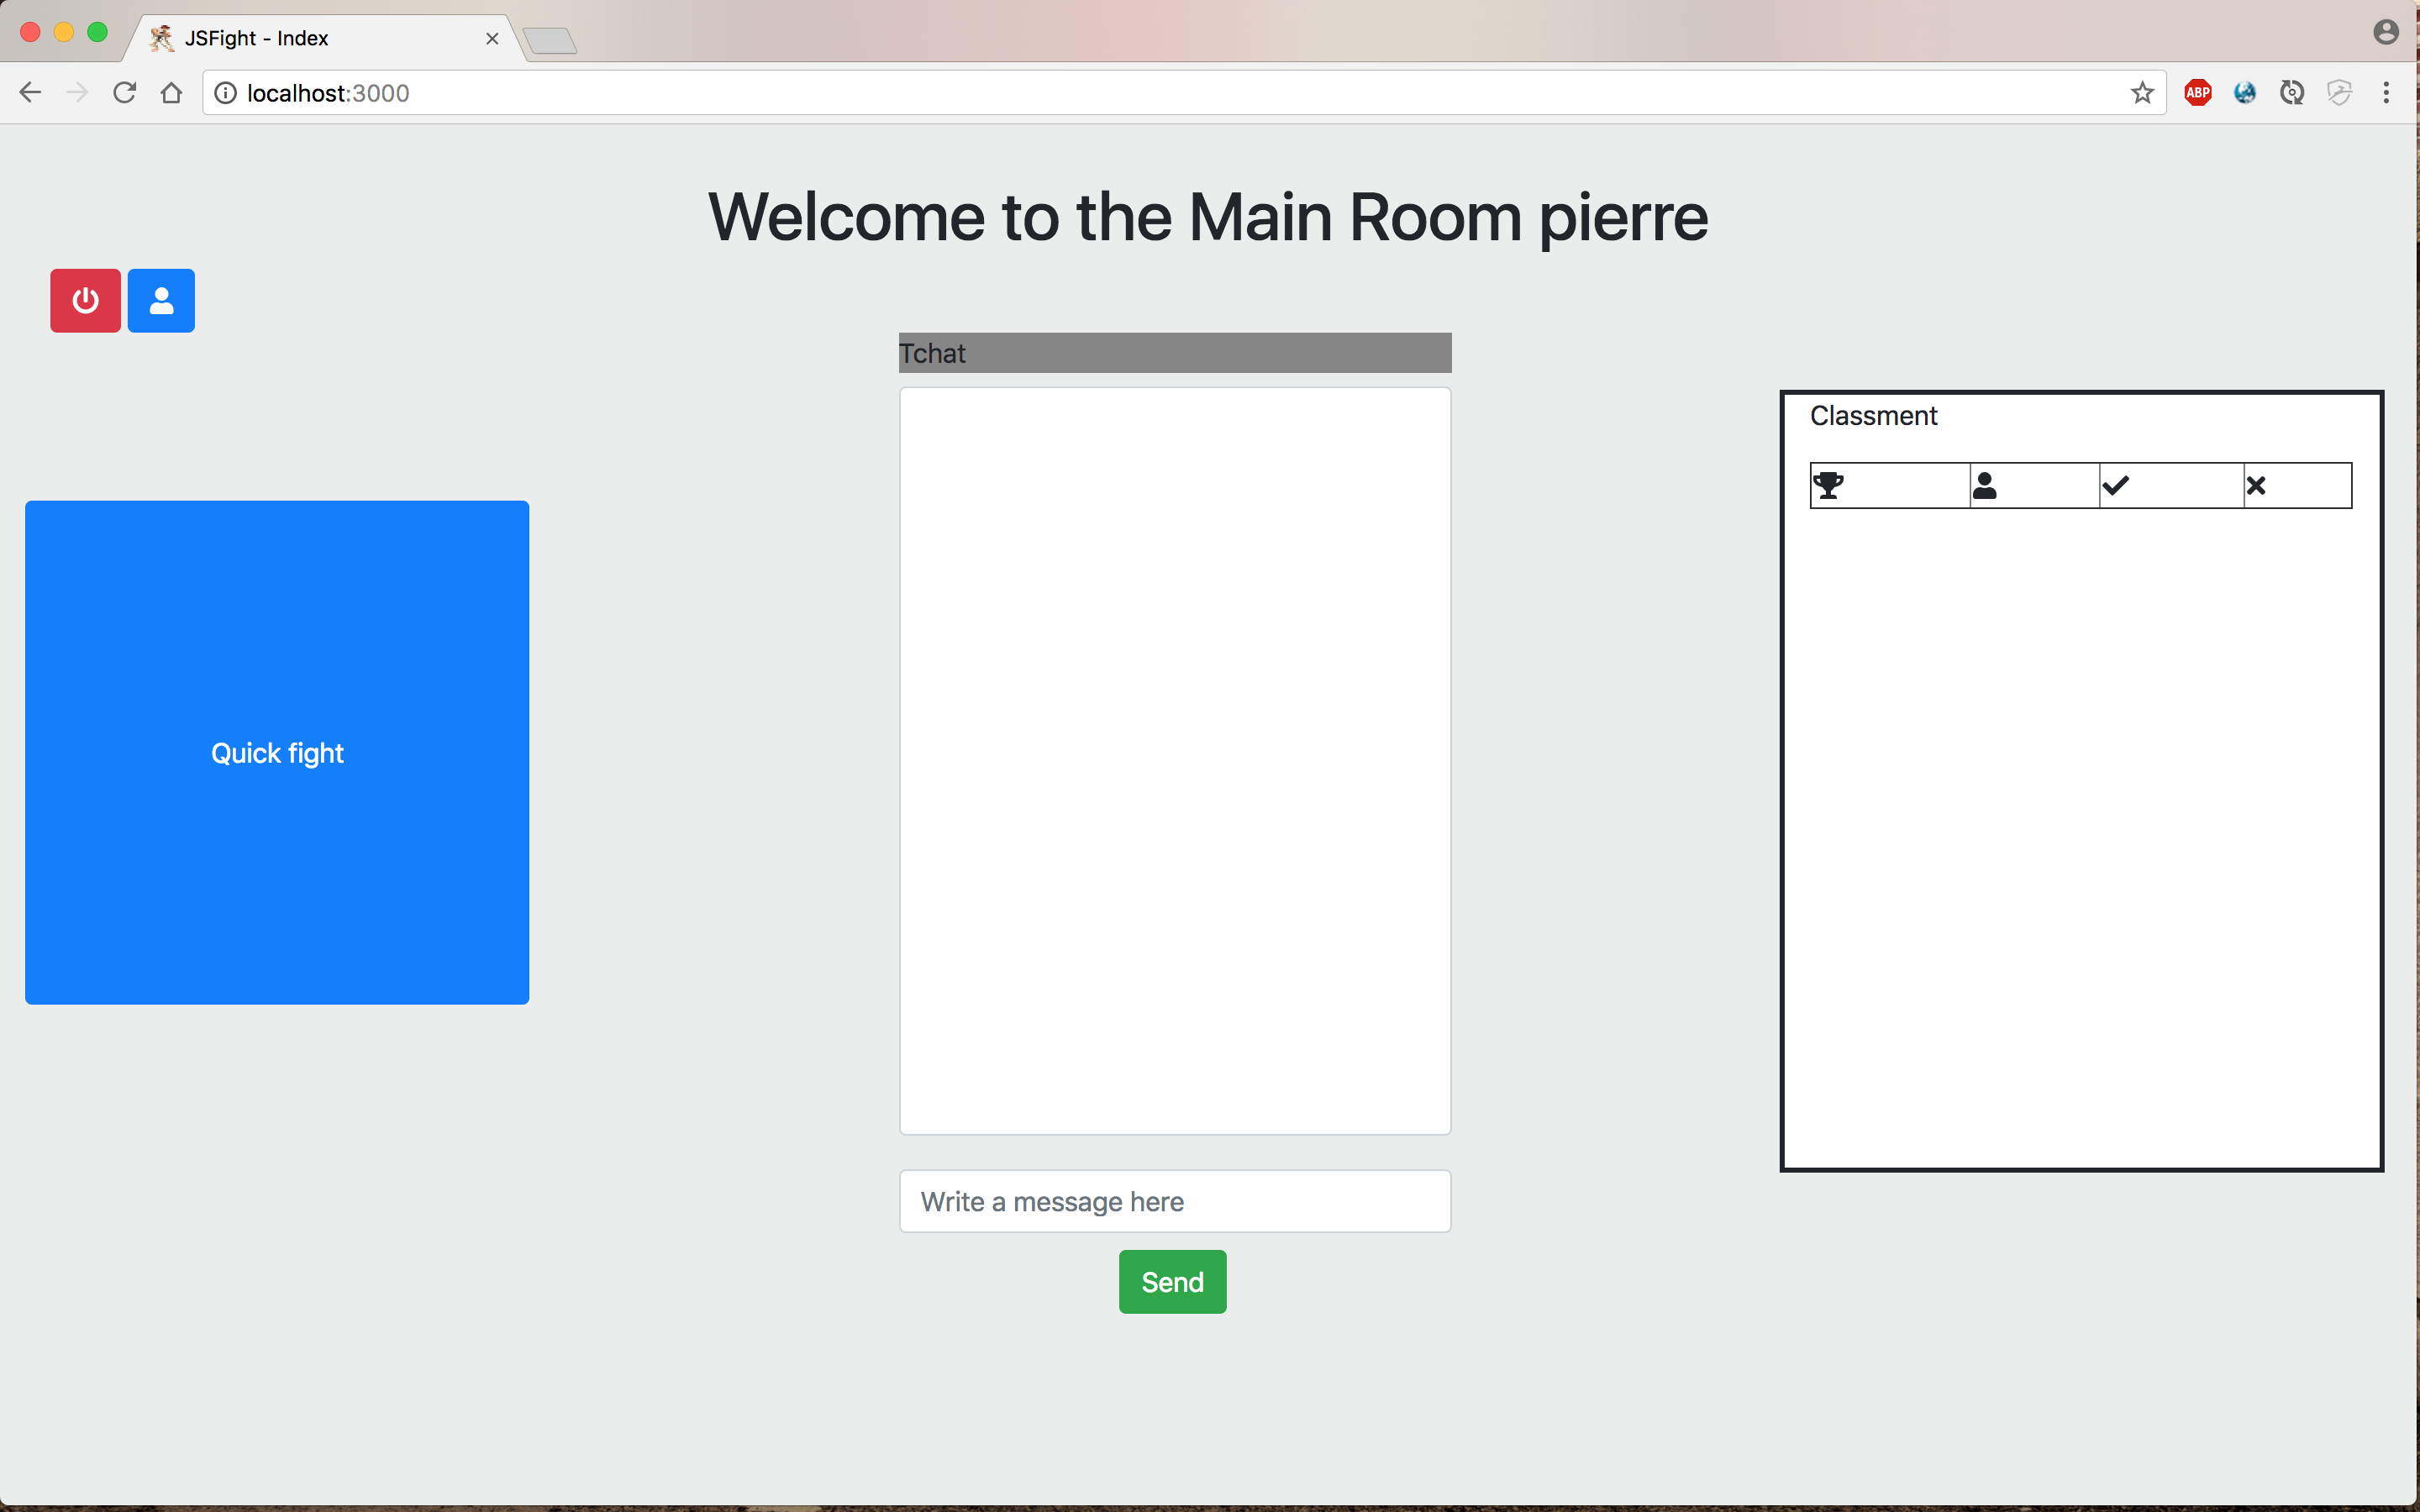 JSFight - Index
localhost:3000
ABP
Welcome to the Main Room pierre
Tchat
Classment
Quick fight
Write a message here
Send